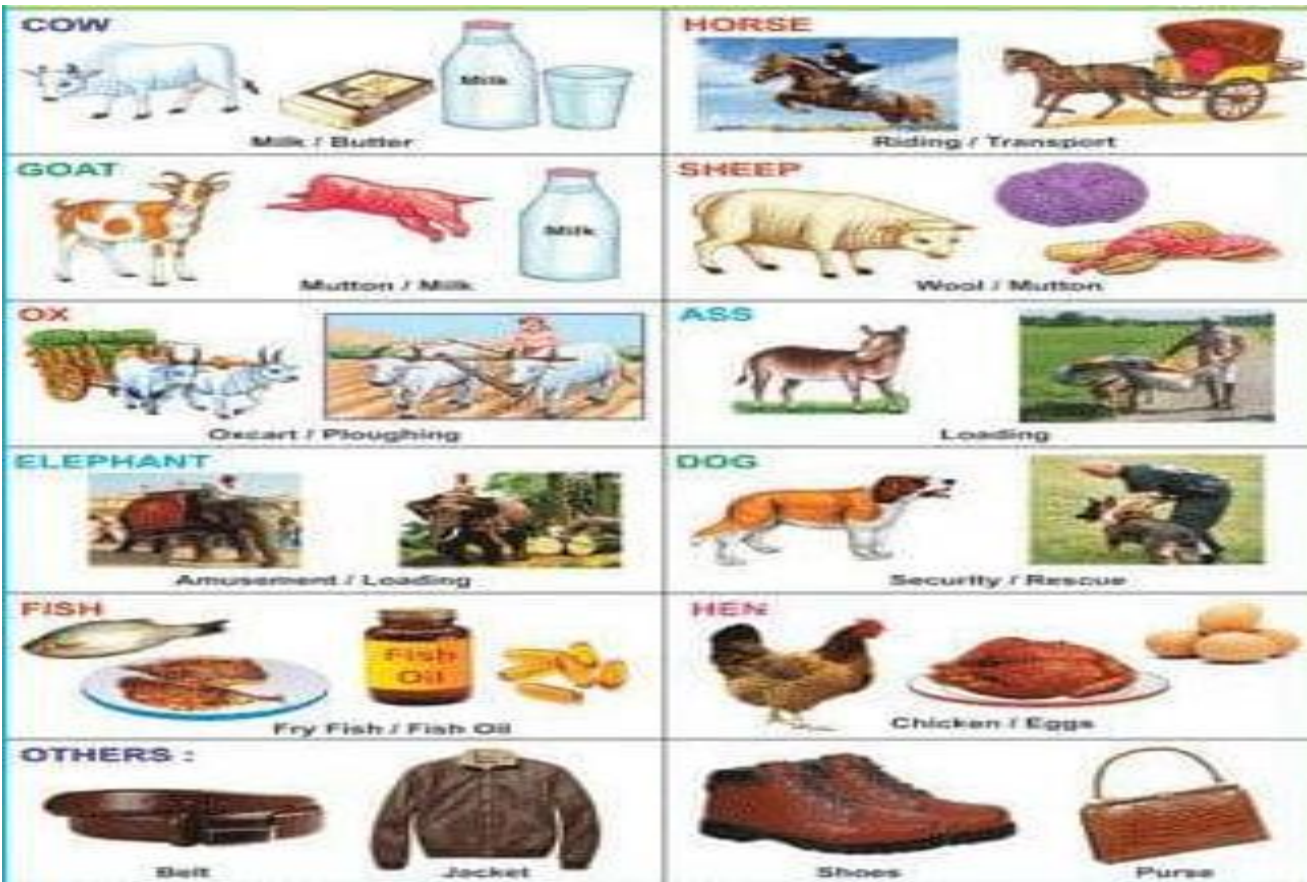 COW
Milk
Milk / Butter
HORSE
Riding / Transport
GOAT
Milk
Mutton / Milk
SHEEP
Wool / Mutton
OX
Oxcart / Ploughing
ASS
Loading
ELEPHANT
Amusement / Loading
DOG
Security / Rescue
FISH
Fish
Oil
Fry Fish / Fish Oil
HEN
Chicken / Eggs
OTHERS :
Belt
Jacket
Shoes
Purse